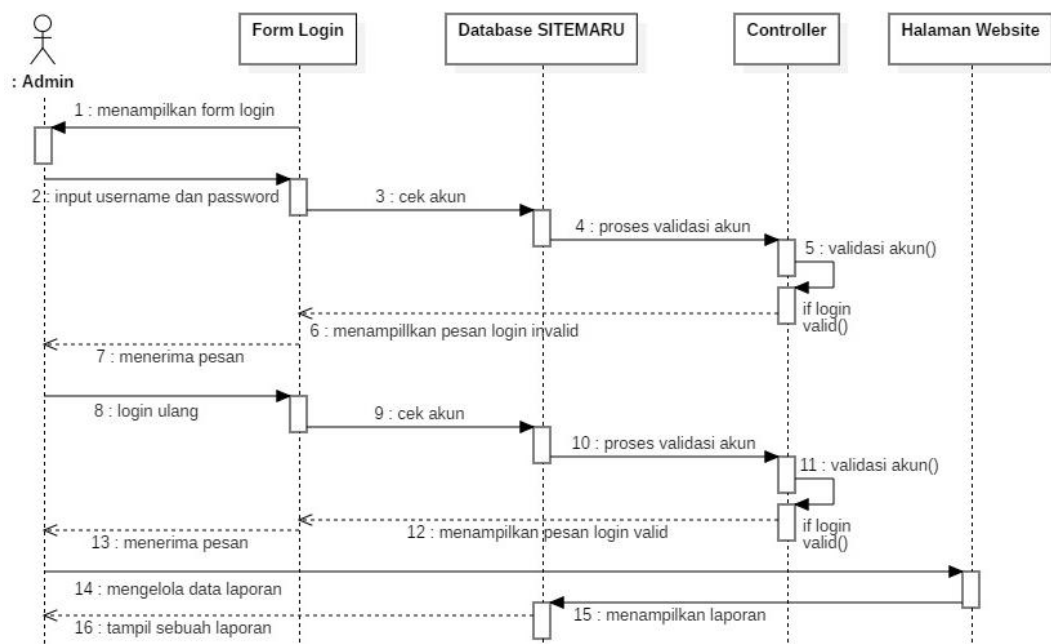 Form Login
Database SITEMARU
Controller
Halaman Website
: Admin
1 : menampilkan form login
2 : input username dan password
3 : cek akun
4 : proses validasi akun
5 : validasi akun()
if login
valid()
6 : menampillkan pesan login invalid
7 : menerima pesan
8 : login ulang
9 : cek akun
10 : proses validasi akun
11 : validasi akun()
if login
valid()
12 : menampilkan pesan login valid
13 : menerima pesan
14 : mengelola data laporan
15 : menampilkan laporan
16 : tampil sebuah laporan